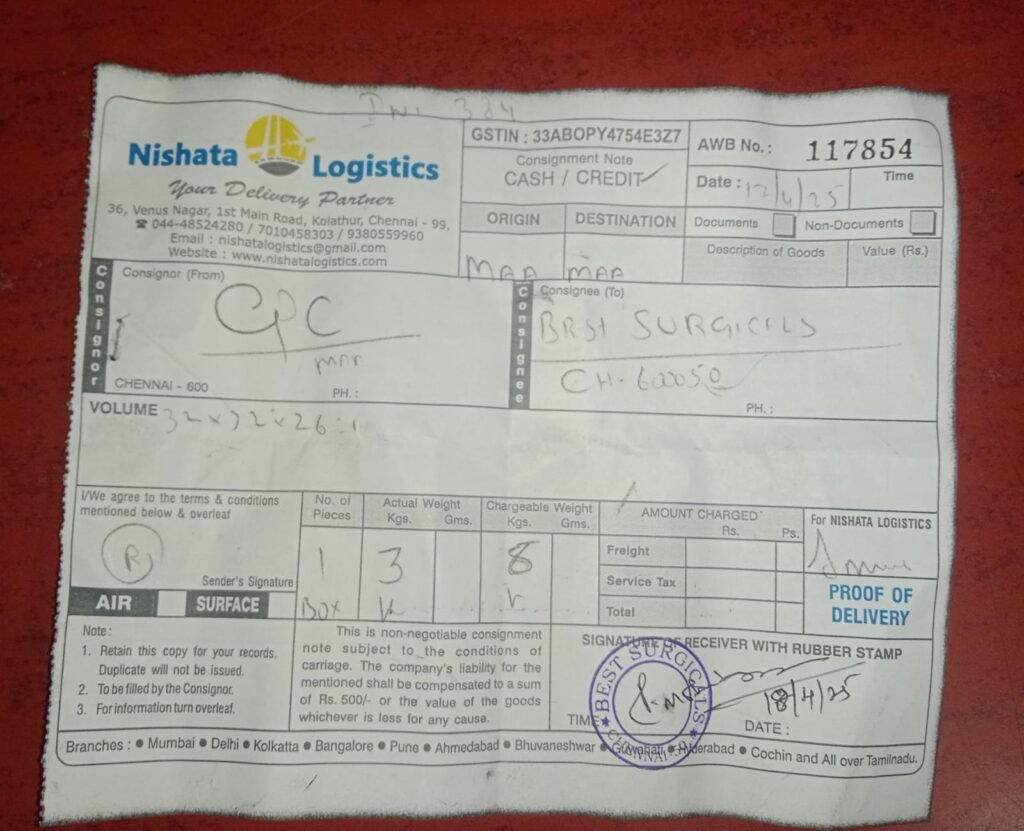 Inv 334
Nishata Logistics
Your Delivery Partner
36, Venus Nagar, 1st Main Road, Kolathur, Chennai - 99.
☎ 044-48524280 / 7010458303 / 9380559960
Email : nishatalogistics@gmail.com
Website : www.nishatalogistics.com
GSTIN : 33ABOPY4754E3Z7
Consignment Note
CASH / CREDIT ✓
AWB No. : 117854
Date : 17/4/25
Time
ORIGIN
DESTINATION
MAA
MAA
Documents
Non-Documents
Description of Goods
Value (Rs.)
Consignor
Consignor (From)
CPC
CHENNAI - 600
PH. :
Consignee
Consignee (To)
BEST SURGICALS
CH-600050
PH. :
VOLUME 32 x 32 x 26 : 1
I/We agree to the terms & conditions
mentioned below & overleaf
R
Sender's Signature
AIR
SURFACE
No. of Pieces
Actual Weight
Kgs. Gms.
Chargeable Weight
Kgs. Gms.
1 BOX
3
8
AMOUNT CHARGED
Rs. Ps.
Freight
Service Tax
Total
For NISHATA LOGISTICS
PROOF OF
DELIVERY
Note :
1. Retain this copy for your records.
Duplicate will not be issued.
2. To be filled by the Consignor.
3. For information turn overleaf.
This is non-negotiable consignment
note subject to the conditions of
carriage. The company's liability for the
mentioned shall be compensated to a sum
of Rs. 500/- or the value of the goods
whichever is less for any cause.
SIGNATURE OF RECEIVER WITH RUBBER STAMP
★ BEST SURGICALS ★
CHENNAI-50
18/4/25
TIME
DATE :
Branches : • Mumbai • Delhi • Kolkatta • Bangalore • Pune • Ahmedabad • Bhuvaneshwar • Guwahati • Hyderabad • Cochin and All over Tamilnadu.